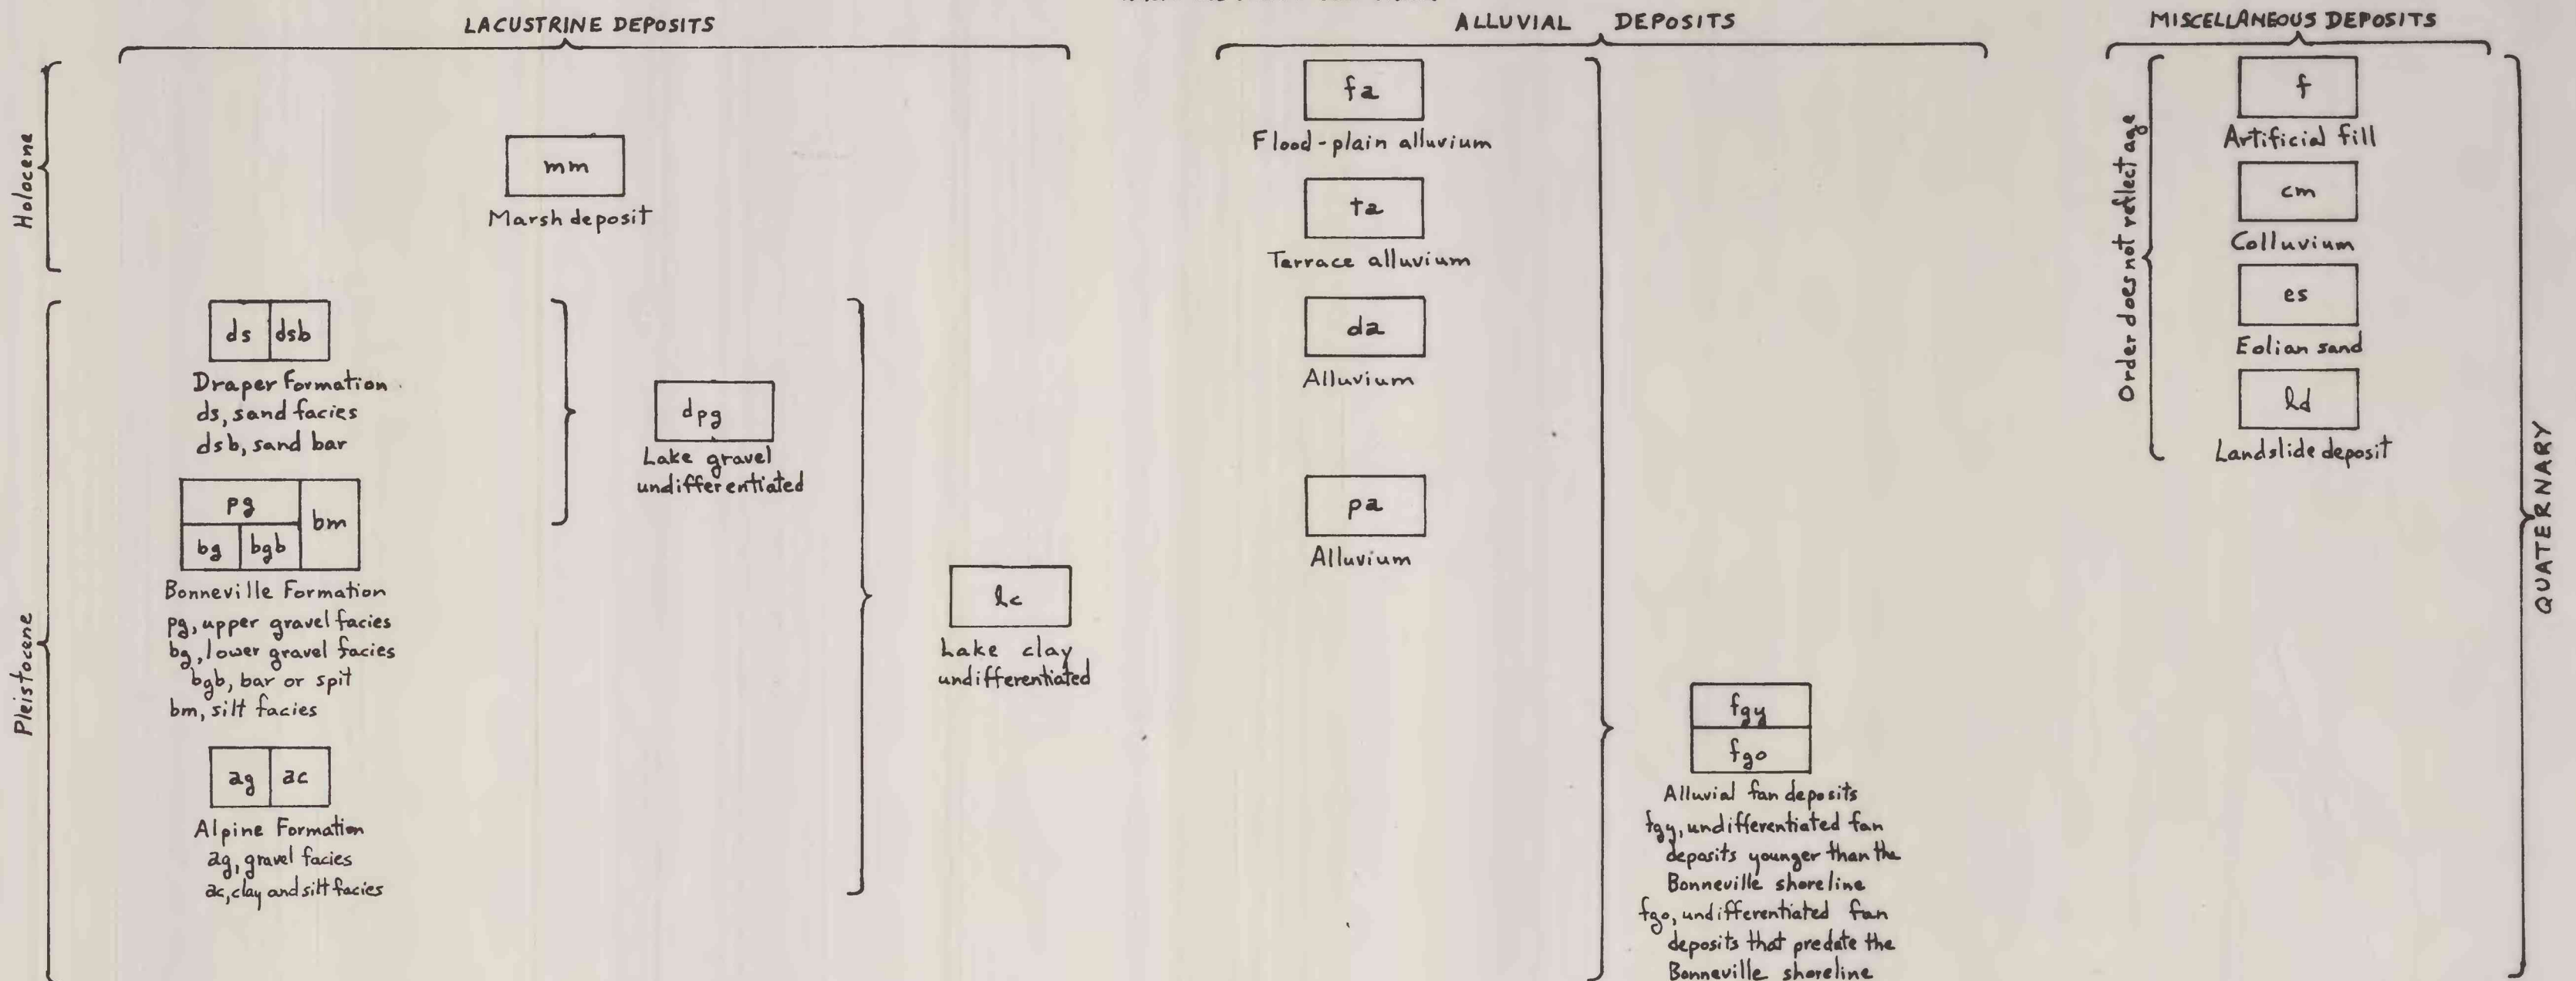 LACUSTRINE DEPOSITS
Holocene
mm
Marsh deposit
Pleistocene
ds dsb
Draper Formation
ds, sand facies
dsb, sand bar
pg
bm
bg bgb
Bonneville Formation
pg, upper gravel facies
bg, lower gravel facies
bgb, bar or spit
bm, silt facies
ag ac
Alpine Formation
ag, gravel facies
ac, clay and silt facies
dpg
Lake gravel
undifferentiated
lc
Lake clay
undifferentiated
ALLUVIAL DEPOSITS
fa
Flood-plain alluvium
ta
Terrace alluvium
da
Alluvium
pa
Alluvium
fgy
fgo
Alluvial fan deposits
fgy, undifferentiated fan
deposits younger than the
Bonneville shoreline
fgo, undifferentiated fan
deposits that predate the
Bonneville shoreline
MISCELLANEOUS DEPOSITS
Order does not reflect age
f
Artificial fill
cm
Colluvium
es
Eolian sand
ld
Landslide deposit
QUATERNARY